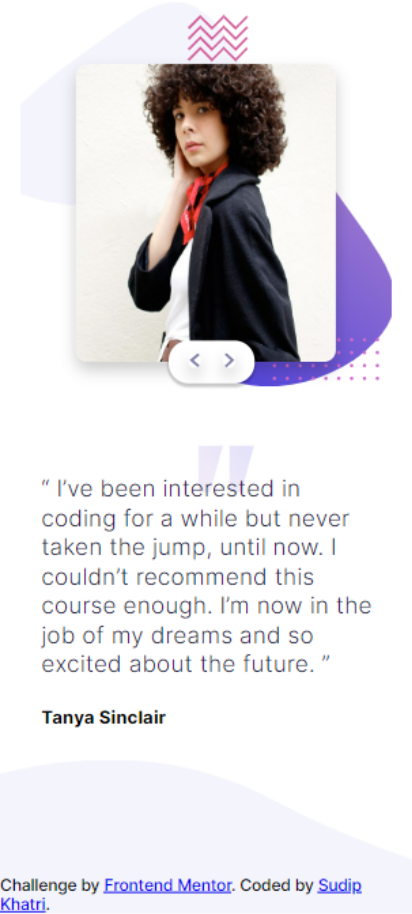 “ I’ve been interested in
coding for a while but never
taken the jump, until now. I
couldn’t recommend this
course enough. I’m now in the
job of my dreams and so
excited about the future. ”
Tanya Sinclair
Challenge by Frontend Mentor. Coded by Sudip
Khatri.